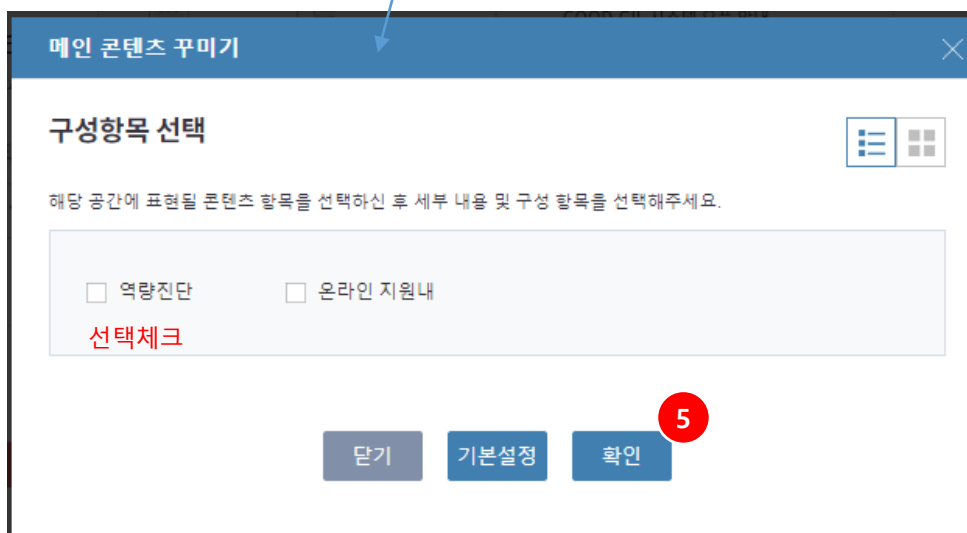 메인 콘텐츠 꾸미기
구성항목 선택
해당 공간에 표현될 콘텐츠 항목을 선택하신 후 세부 내용 및 구성 항목을 선택해주세요.
역량진단 온라인 지원내
선택체크
5
닫기 기본설정 확인